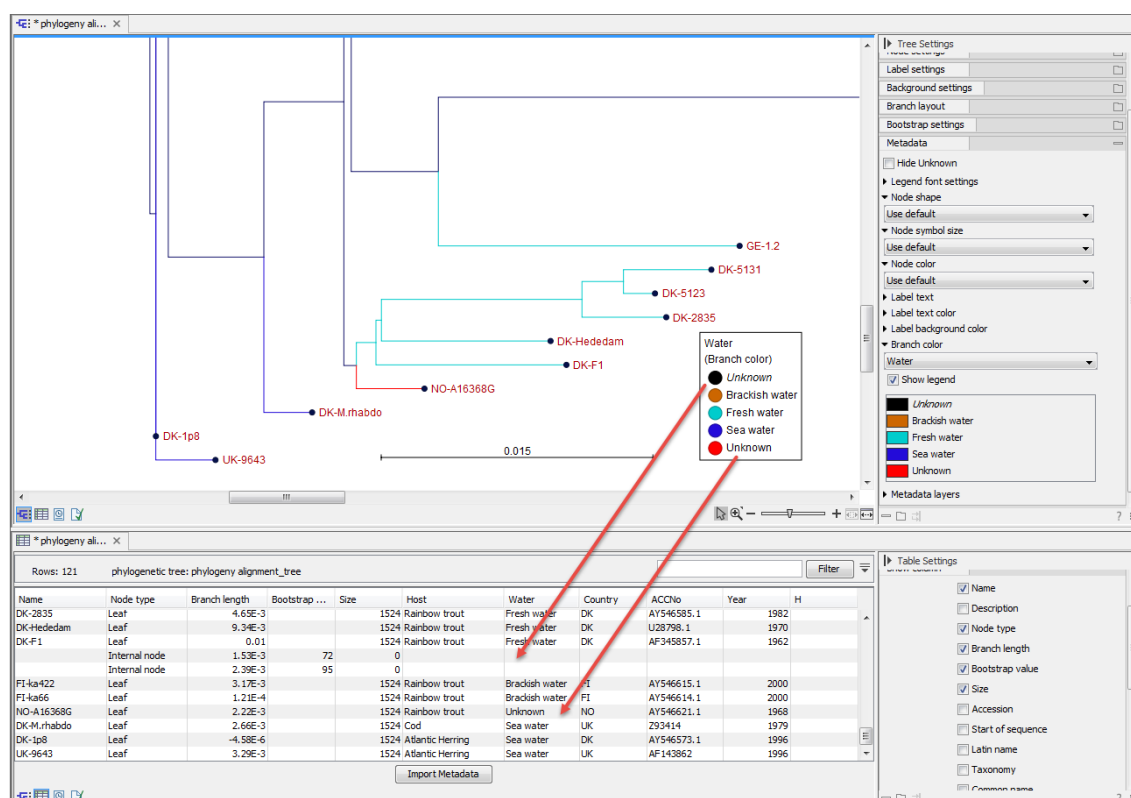 * phylogeny ali...
Tree Settings
Label settings
Background settings
Branch layout
Bootstrap settings
Metadata
Hide Unknown
Legend font settings
Node shape
Use default
Node symbol size
Use default
Node color
Use default
Label text
Label text color
Label background color
Branch color
Water
Show legend
Unknown
Brackish water
Fresh water
Sea water
Unknown
Metadata layers
GE-1.2
DK-5131
DK-5123
DK-2835
DK-Hededam
DK-F1
NO-A16368G
DK-M.rhabdo
DK-1p8
UK-9643
0.015
Water
(Branch color)
Unknown
Brackish water
Fresh water
Sea water
Unknown
* phylogeny ali...
Rows: 121 phylogenetic tree: phylogeny alignment_tree Filter
Name Node type Branch length Bootstrap ... Size Host Water Country ACCNo Year H
DK-2835 Leaf 4.65E-3 1524 Rainbow trout Fresh water DK AY546585.1 1982
DK-Hededam Leaf 9.34E-3 1524 Rainbow trout Fresh water DK U28798.1 1970
DK-F1 Leaf 0.01 1524 Rainbow trout Fresh water DK AF345857.1 1962
Internal node 1.53E-3 72 0
Internal node 2.39E-3 95 0
FI-ka422 Leaf 3.17E-3 1524 Rainbow trout Brackish water FI AY546615.1 2000
FI-ka66 Leaf 1.21E-4 1524 Rainbow trout Brackish water FI AY546614.1 2000
NO-A16368G Leaf 2.22E-3 1524 Rainbow trout Unknown NO AY546621.1 1968
DK-M.rhabdo Leaf 2.66E-3 1524 Cod Sea water UK Z93414 1979
DK-1p8 Leaf -4.58E-6 1524 Atlantic Herring Sea water DK AY546573.1 1996
UK-9643 Leaf 3.29E-3 1524 Atlantic Herring Sea water UK AF143862 1996
Import Metadata
Table Settings
Name
Description
Node type
Branch length
Bootstrap value
Size
Accession
Start of sequence
Latin name
Taxonomy
Common name